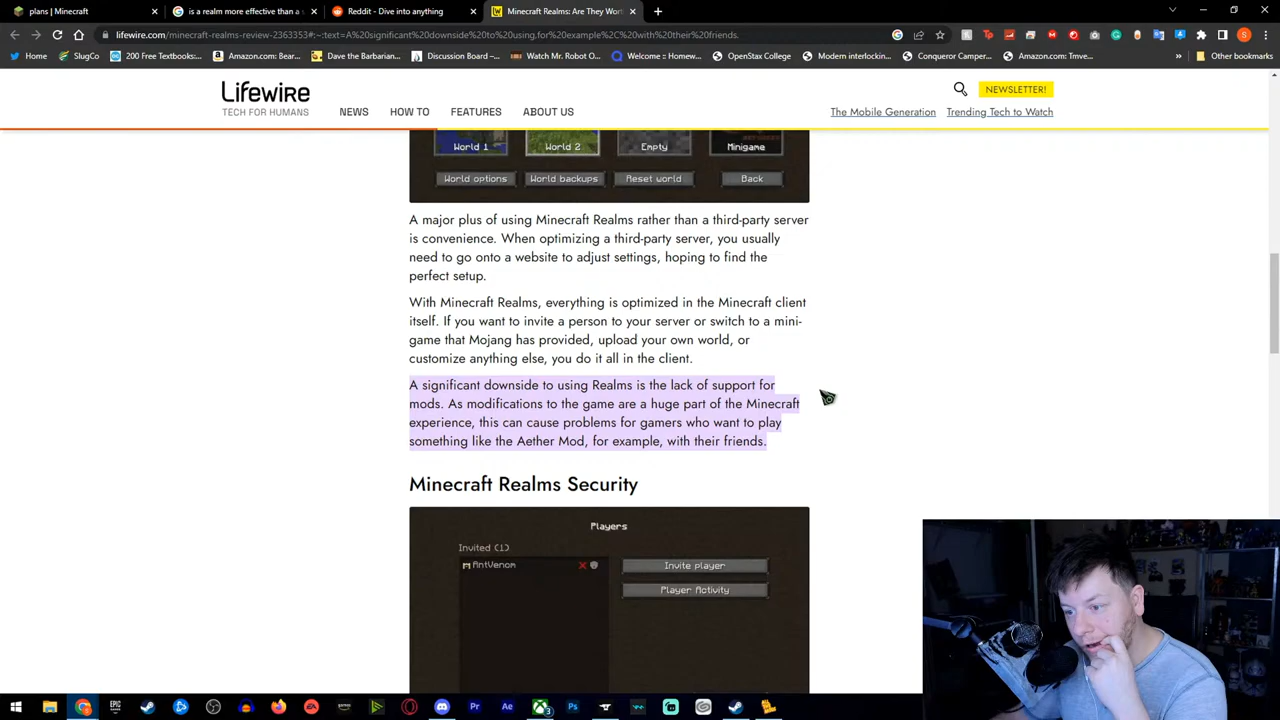 plans | Minecraft
is a realm more effective than a s
Reddit - Dive into anything
Minecraft Realms: Are They Wort
lifewire.com/minecraft-realms-review-2363353#:~:text=A%20significant%20downside%20to%20using,for%20example%2C%20with%20their%20friends.
Home
SlugCo
200 Free Textbooks:...
Amazon.com: Bear...
Dave the Barbarian...
Discussion Board –...
Watch Mr. Robot O...
Welcome :: Homew...
OpenStax College
Modern interlockin...
Campfire Comedy:...
Amazon.com: Tmve...
»
Other bookmarks
Lifewire
TECH FOR HUMANS
NEWS
HOW TO
FEATURES
ABOUT US
NEWSLETTER!
The Mobile Generation
Trending Tech to Watch
World 1
World 2
Empty
Minigame
World options
World backups
Reset world
Back
A major plus of using Minecraft Realms rather than a third-party server
is convenience. When optimizing a third-party server, you usually
need to go onto a website to adjust settings, hoping to find the
perfect setup.
With Minecraft Realms, everything is optimized in the Minecraft client
itself. If you want to invite a person to your server or switch to a mini-
game that Mojang has provided, upload your own world, or
customize anything else, you do it all in the client.
A significant downside to using Realms is the lack of support for
mods. As modifications to the game are a huge part of the Minecraft
experience, this can cause problems for gamers who want to play
something like the Aether Mod, for example, with their friends.
Minecraft Realms Security
Players
Invited (1)
AntVenom
Invite player
Player Activity